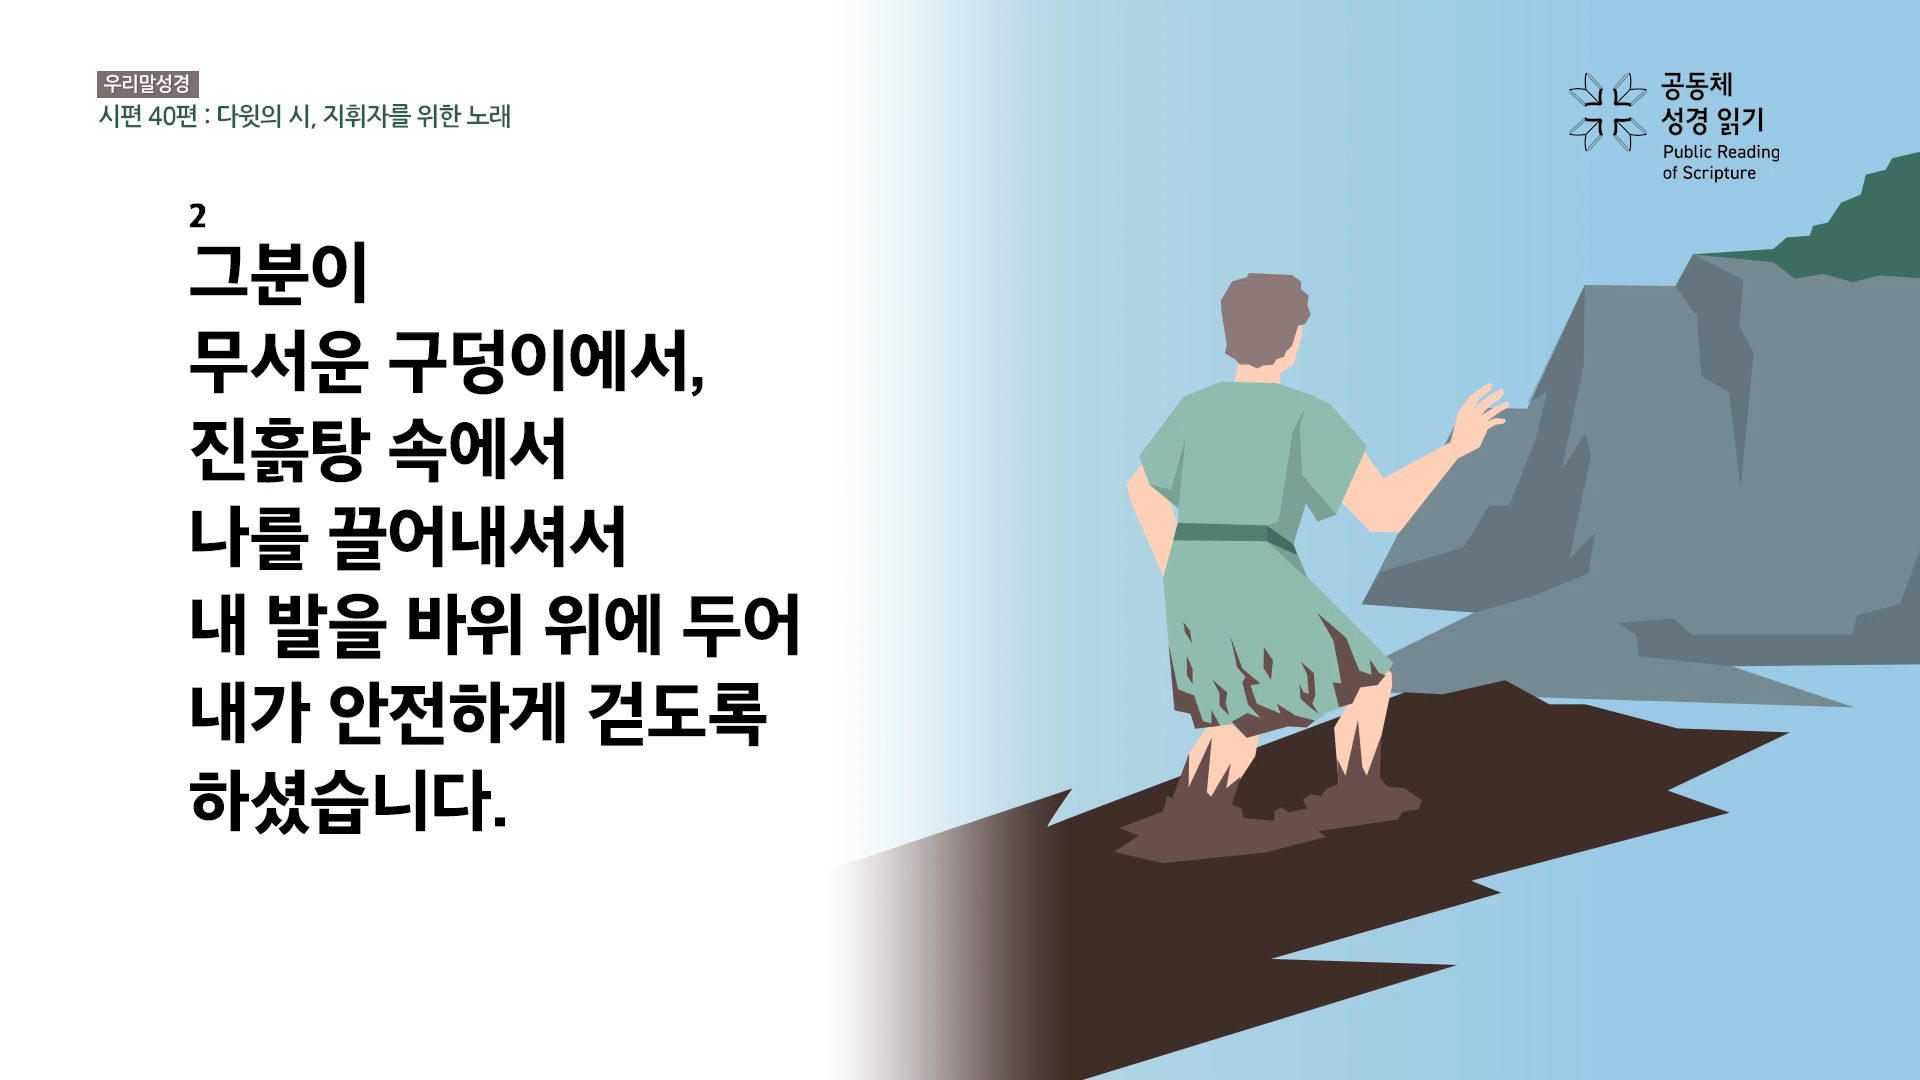 우리말성경
시편 40편 : 다윗의 시, 지휘자를 위한 노래
공동체
성경 읽기
Public Reading
of Scripture
2
그분이
무서운 구덩이에서,
진흙탕 속에서
나를 끌어내셔서
내 발을 바위 위에 두어
내가 안전하게 걷도록
하셨습니다.